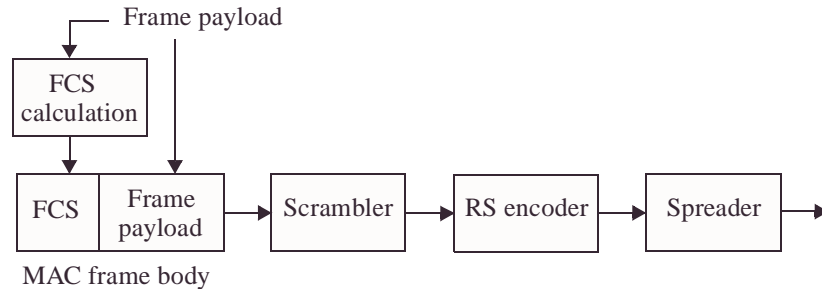 Frame payload
FCS
calculation
FCS
Frame
payload
Scrambler
RS encoder
Spreader
MAC frame body